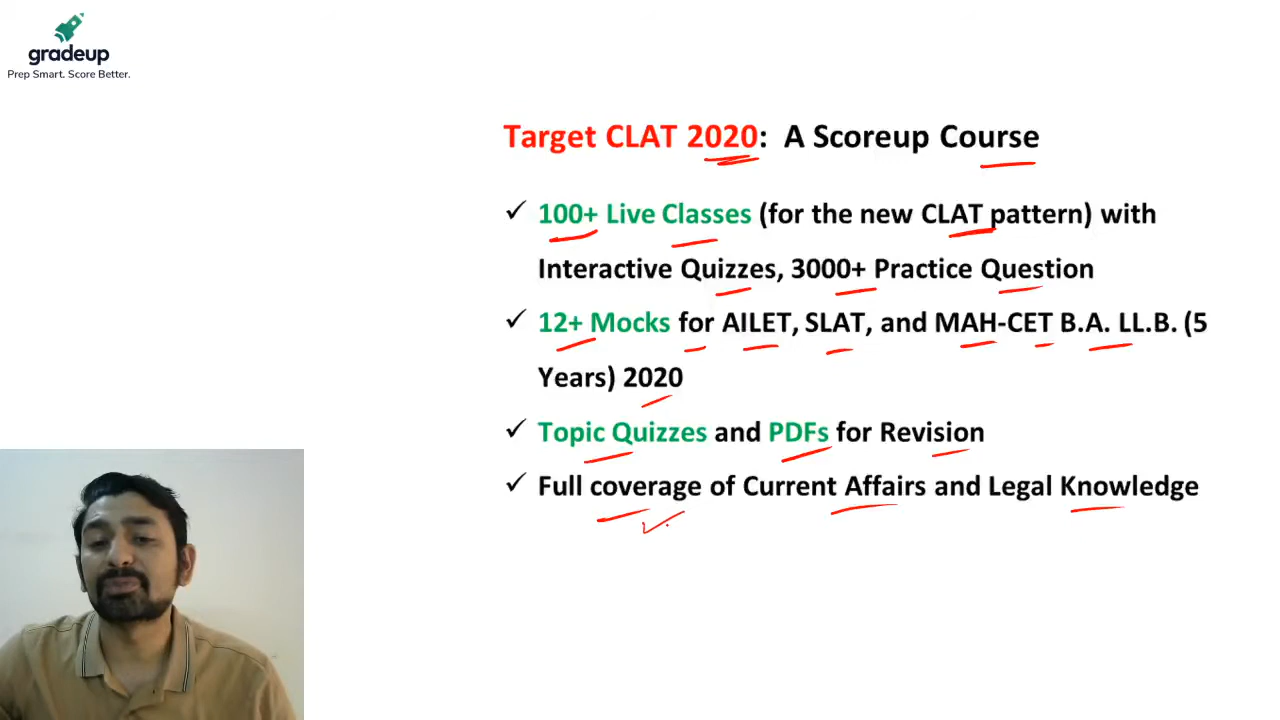 gradeup
Prep Smart. Score Better.
Target CLAT 2020: A Scoreup Course
✓ 100+ Live Classes (for the new CLAT pattern) with
Interactive Quizzes, 3000+ Practice Question
✓ 12+ Mocks for AILET, SLAT, and MAH-CET B.A. LL.B. (5
Years) 2020
✓ Topic Quizzes and PDFs for Revision
✓ Full coverage of Current Affairs and Legal Knowledge